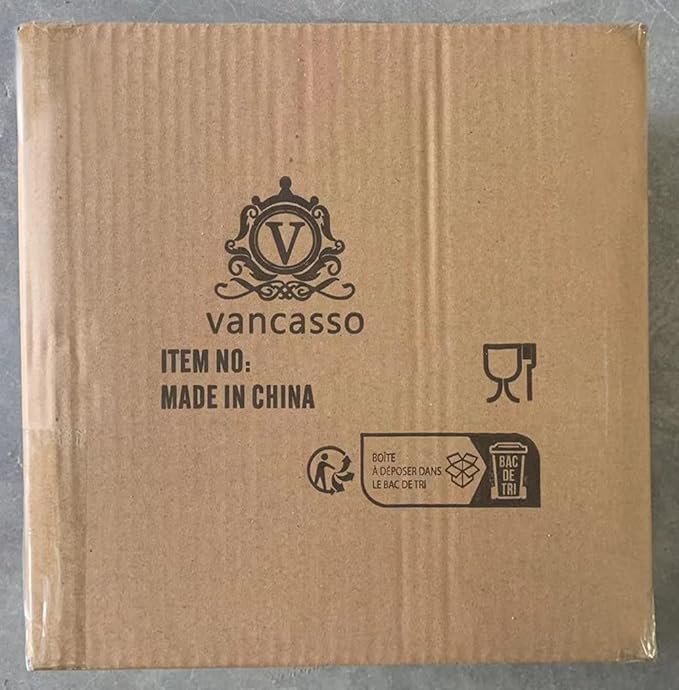 V
vancasso
ITEM NO:
MADE IN CHINA
BOÎTE
À DÉPOSER DANS
LE BAC DE TRI
BAC
DE
TRI